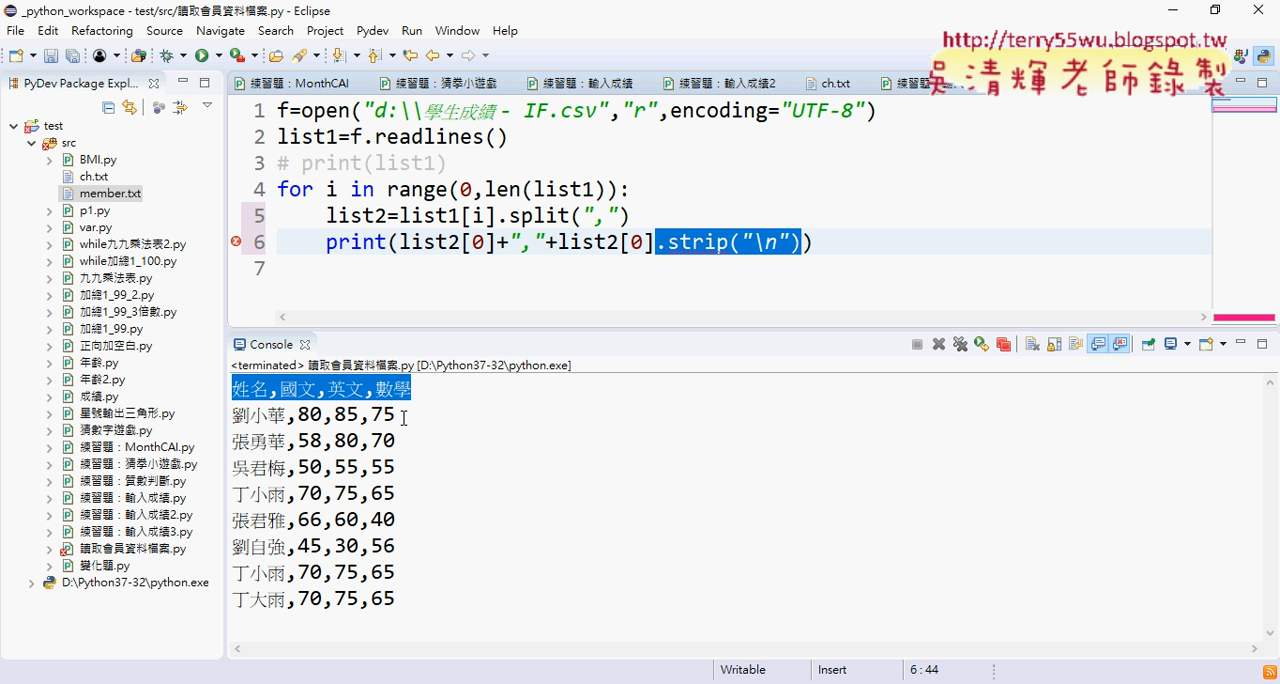 _python_workspace - test/src/讀取會員資料檔案.py - Eclipse
File Edit Refactoring Source Navigate Search Project Pydev Run Window Help
http://terry55wu.blogspot.tw
吳清輝老師錄製
PyDev Package Expl...
練習題：MonthCAl
練習題：猜拳小遊戲
練習題：輸入成績
練習題：輸入成績2
ch.txt
test
src
BMI.py
ch.txt
member.txt
p1.py
var.py
while九九乘法表2.py
while加總1_100.py
九九乘法表.py
加總1_99_2.py
加總1_99_3倍數.py
加總1_99.py
正向加空白.py
年齡.py
年齡2.py
成績.py
星號輸出三角形.py
猜數字遊戲.py
練習題：MonthCAl.py
練習題：猜拳小遊戲.py
練習題：質數判斷.py
練習題：輸入成績.py
練習題：輸入成績2.py
練習題：輸入成績3.py
讀取會員資料檔案.py
變化題.py
D:\Python37-32\python.exe
1 f=open("d:\\學生成績 - IF.csv","r",encoding="UTF-8")
2 list1=f.readlines()
3 # print(list1)
4 for i in range(0,len(list1)):
5 list2=list1[i].split(",")
6 print(list2[0]+","+list2[0].strip("\n"))
7
Console
<terminated> 讀取會員資料檔案.py [D:\Python37-32\python.exe]
姓名,國文,英文,數學
劉小華,80,85,75
張勇華,58,80,70
吳君梅,50,55,55
丁小雨,70,75,65
張君雅,66,60,40
劉自強,45,30,56
丁小雨,70,75,65
丁大雨,70,75,65
Writable Insert 6 : 44